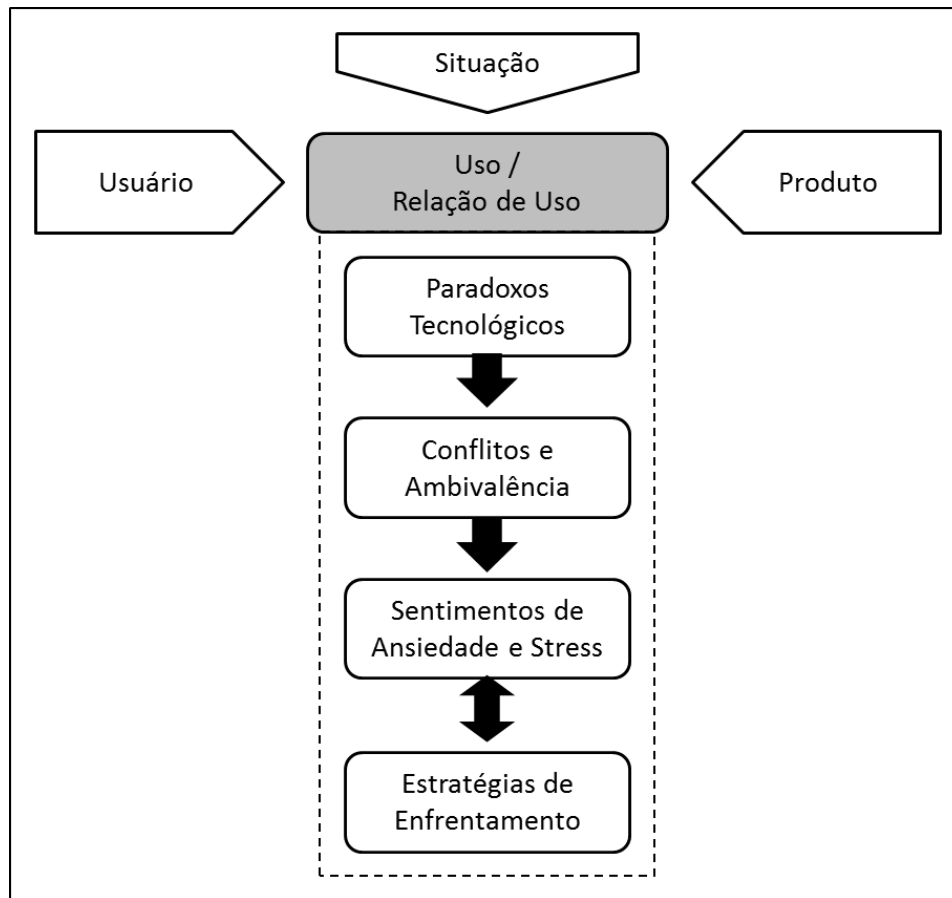 Situação
Usuário
Uso /
Relação de Uso
Produto
Paradoxos
Tecnológicos
Conflitos e
Ambivalência
Sentimentos de
Ansiedade e Stress
Estratégias de
Enfrentamento